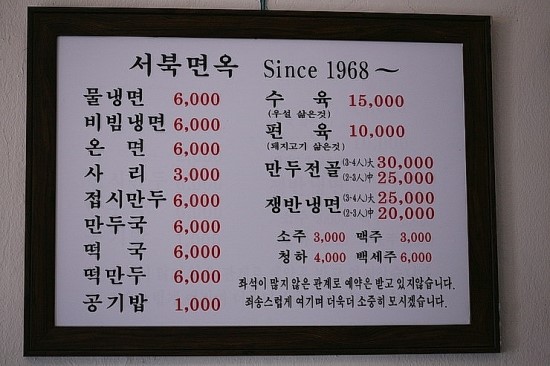 서북면옥 Since 1968~
물냉면 6,000
비빔냉면 6,000
온 면 6,000
사 리 3,000
접시만두 6,000
만두국 6,000
떡 국 6,000
떡만두 6,000
공기밥 1,000
수 육 15,000
(우설 삶은것)
편 육 10,000
(돼지고기 삶은것)
만두전골 (3-4人)大 30,000
(2-3人)中 25,000
쟁반냉면 (3-4人)大 25,000
(2-3人)中 20,000
소주 3,000 맥주 3,000
청하 4,000 백세주 6,000
좌석이 많지 않은 관계로 예약은 받고 있지않습니다.
죄송스럽게 여기며 더욱더 소중히 모시겠습니다.